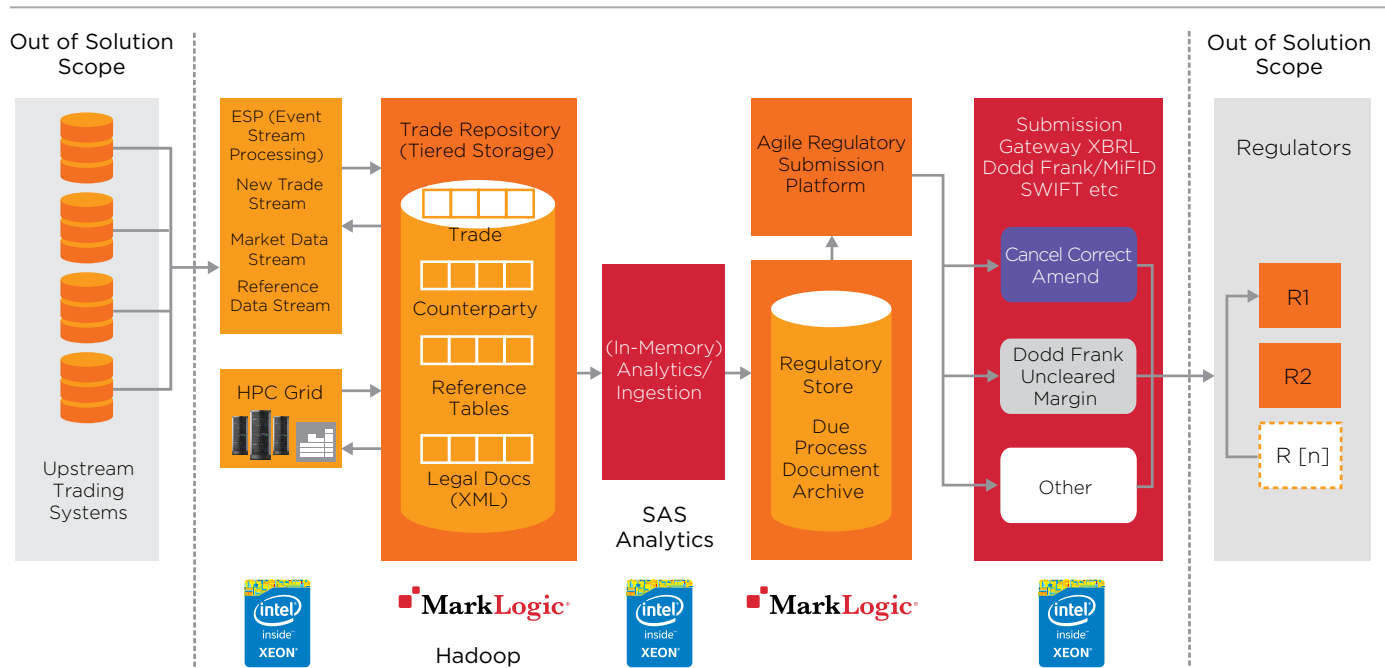 Out of Solution
Scope
Upstream
Trading
Systems
ESP (Event
Stream
Processing)
New Trade
Stream
Market Data
Stream
Reference
Data Stream
HPC Grid
Trade Repository
(Tiered Storage)
Trade
Counterparty
Reference
Tables
Legal Docs
(XML)
(In-Memory)
Analytics/
Ingestion
SAS
Analytics
Agile Regulatory
Submission
Platform
Regulatory
Store
Due
Process
Document
Archive
Submission
Gateway XBRL
Dodd Frank/MiFID
SWIFT etc
Cancel Correct
Amend
Dodd Frank
Uncleared
Margin
Other
Out of Solution
Scope
Regulators
R1
R2
R [n]
intel
inside™
XEON®
MarkLogic®
Hadoop
intel
inside™
XEON®
MarkLogic®
intel
inside™
XEON®